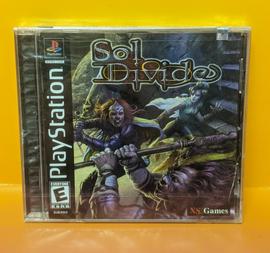 PlayStation
Sol
Divide
EVERYONE
E
XS Games